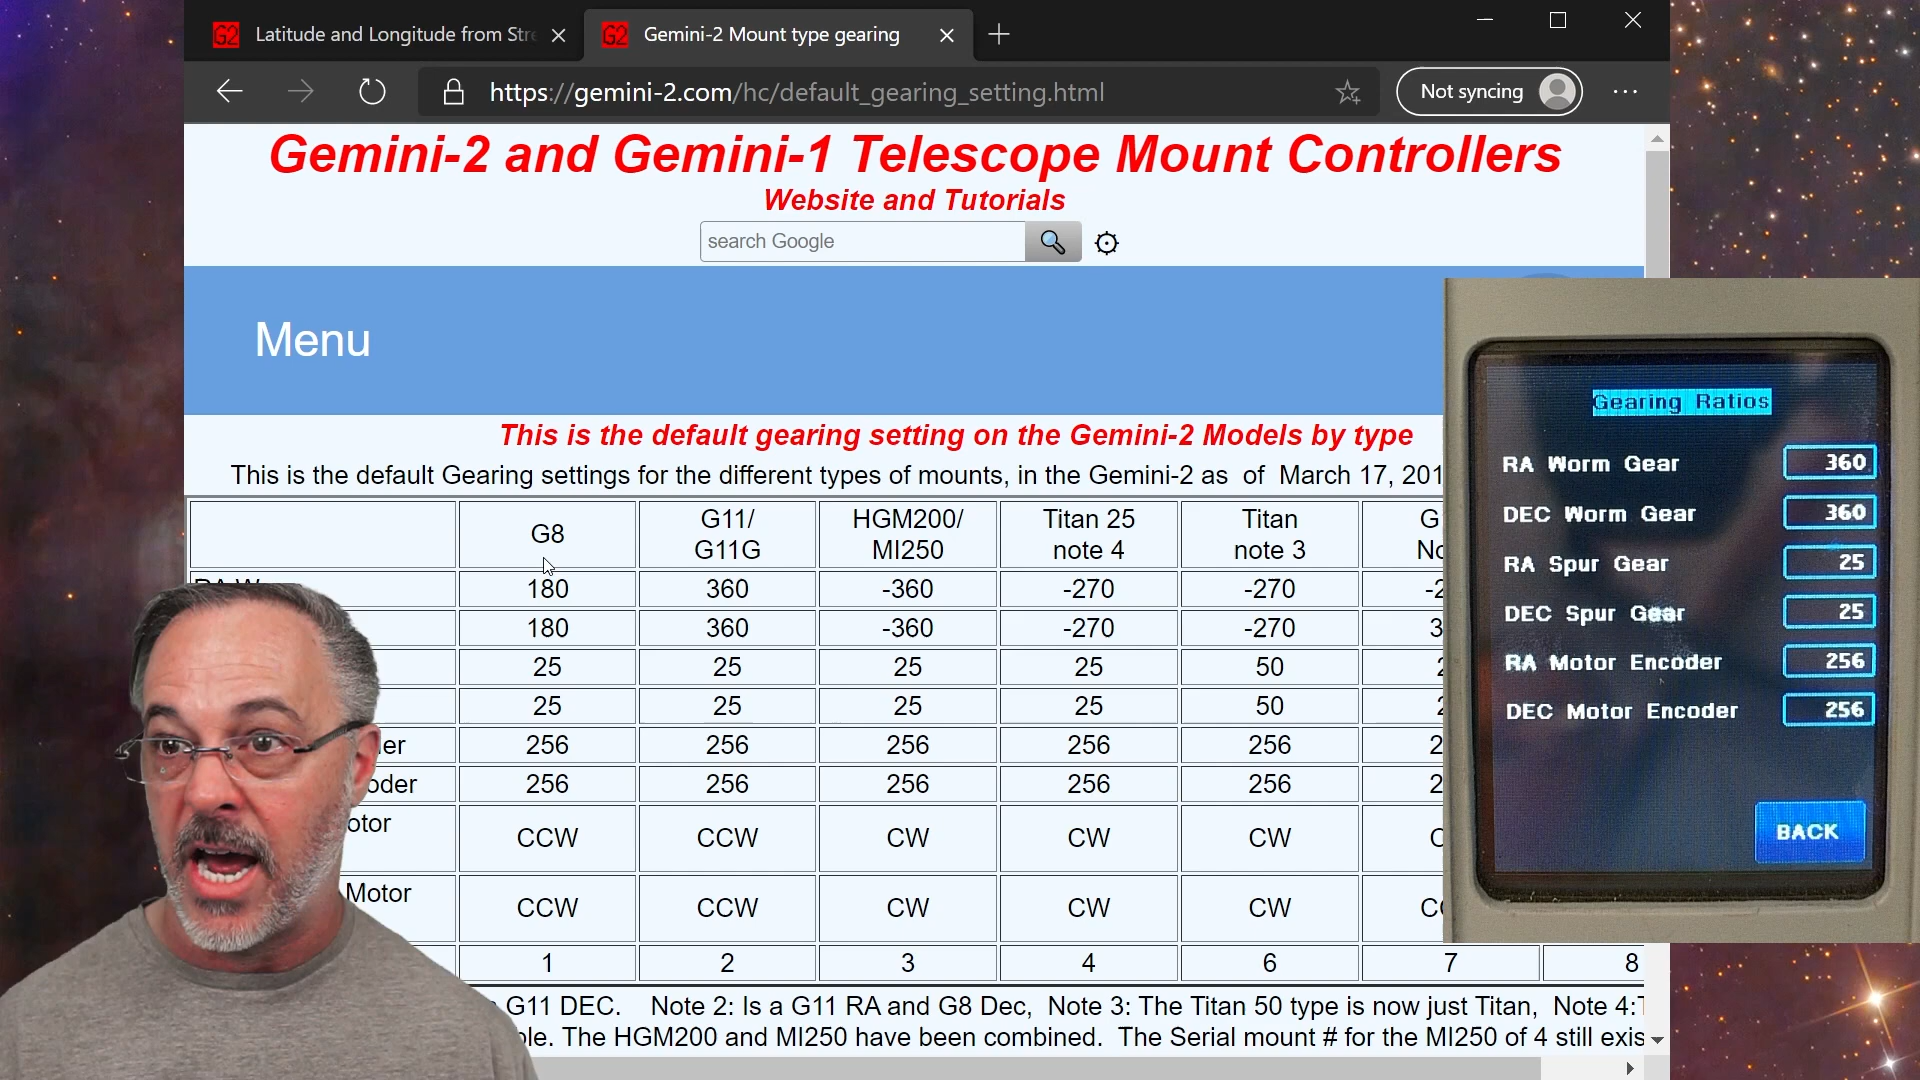 Latitude and Longitude from Stre
Gemini-2 Mount type gearing
https://gemini-2.com/hc/default_gearing_setting.html
Not syncing
Gemini-2 and Gemini-1 Telescope Mount Controllers
Website and Tutorials
search Google
Menu
This is the default gearing setting on the Gemini-2 Models by type
This is the default Gearing settings for the different types of mounts, in the Gemini-2 as of March 17, 201
G8 G11/ G11G HGM200/ MI250 Titan 25 note 4 Titan note 3 G
180 360 -360 -270 -270 -2
180 360 -360 -270 -270 3
25 25 25 25 50
25 25 25 25 50
er 256 256 256 256 256 2
oder 256 256 256 256 256 2
otor CCW CCW CW CW CW
Motor CCW CCW CW CW CW
1 2 3 4 6 7 8
G11 DEC. Note 2: Is a G11 RA and G8 Dec, Note 3: The Titan 50 type is now just Titan, Note 4:
ble. The HGM200 and MI250 have been combined. The Serial mount # for the MI250 of 4 still exis
Gearing Ratios
RA Worm Gear 360
DEC Worm Gear 360
RA Spur Gear 25
DEC Spur Gear 25
RA Motor Encoder 256
DEC Motor Encoder 256
BACK
G2
G2